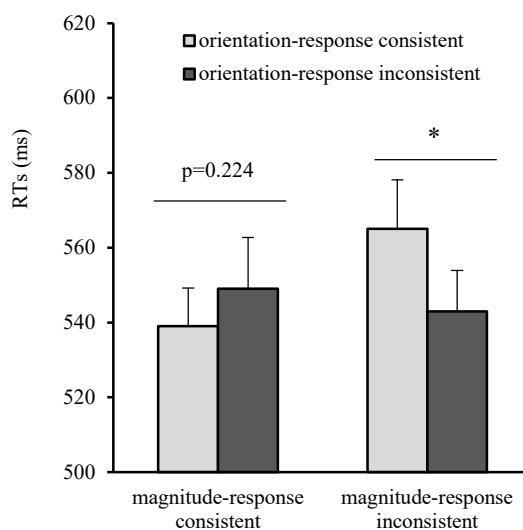 620
600
580
560
540
520
500
RTs (ms)
orientation-response consistent
orientation-response inconsistent
p=0.224
*
magnitude-response
consistent
magnitude-response
inconsistent